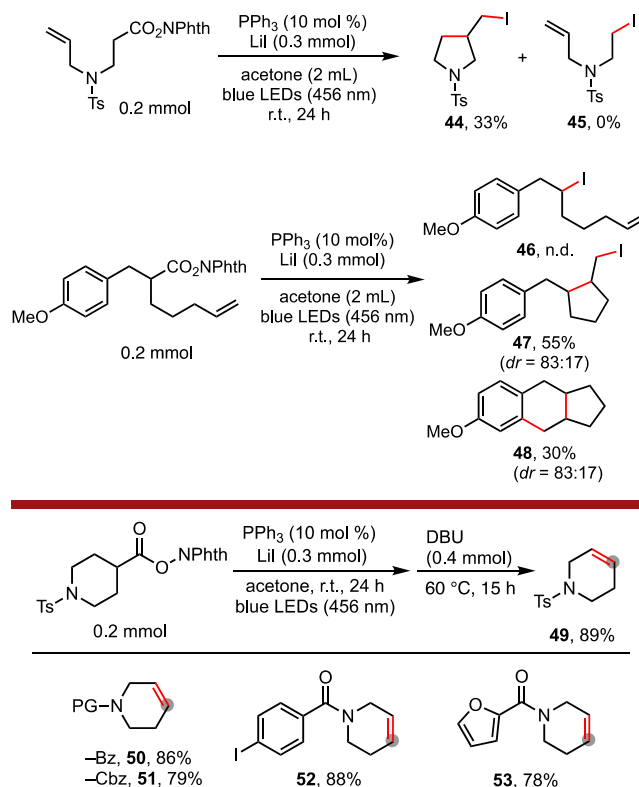 CO₂NPhth
N
Ts
0.2 mmol
PPh₃ (10 mol %)
LiI (0.3 mmol)
acetone (2 mL)
blue LEDs (456 nm)
r.t., 24 h
I
N
Ts
44, 33%
+
I
N
Ts
45, 0%
MeO
CO₂NPhth
0.2 mmol
PPh₃ (10 mol%)
LiI (0.3 mmol)
acetone (2 mL)
blue LEDs (456 nm)
r.t., 24 h
I
MeO
46, n.d.
I
MeO
47, 55%
(dr = 83:17)
MeO
48, 30%
(dr = 83:17)
O
O
NPhth
N
Ts
0.2 mmol
PPh₃ (10 mol %)
LiI (0.3 mmol)
acetone, r.t., 24 h
blue LEDs (456 nm)
DBU
(0.4 mmol)
60 °C, 15 h
N
Ts
49, 89%
PG
N
–Bz, 50, 86%
–Cbz, 51, 79%
O
N
I
52, 88%
O
O
N
53, 78%